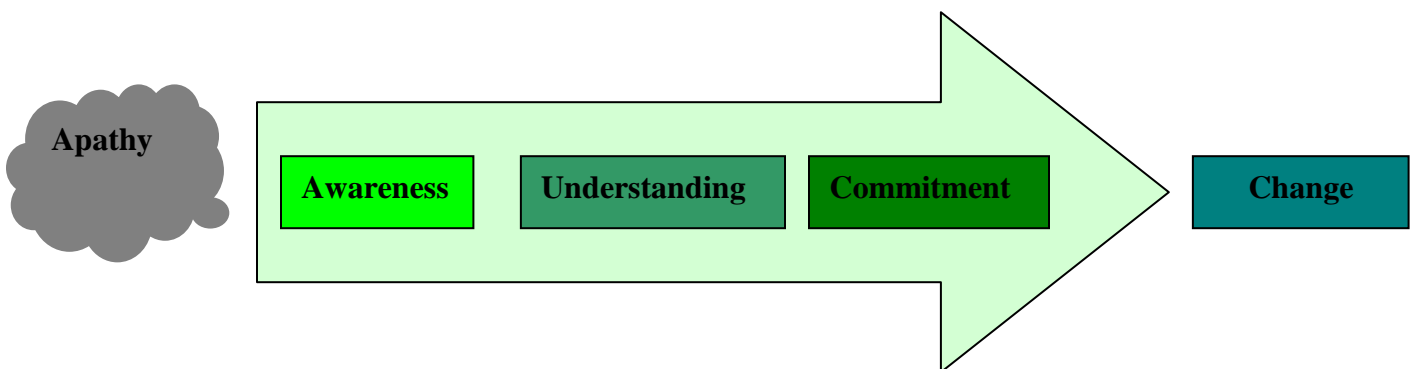 Apathy
Awareness
Understanding
Commitment
Change